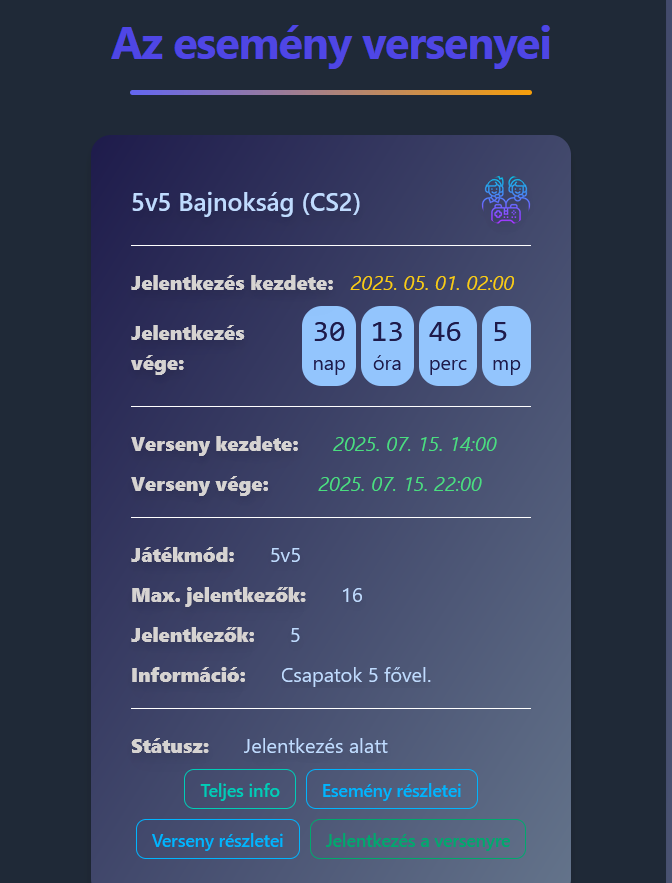 Az esemény versenyei
5v5 Bajnokság (CS2)
Jelentkezés kezdete: 2025. 05. 01. 02:00
Jelentkezés vége:
30 nap 13 óra 46 perc 5 mp
Verseny kezdete: 2025. 07. 15. 14:00
Verseny vége: 2025. 07. 15. 22:00
Játékmód: 5v5
Max. jelentkezők: 16
Jelentkezők: 5
Információ: Csapatok 5 fővel.
Státusz: Jelentkezés alatt
Teljes info Esemény részletei
Verseny részletei Jelentkezés a versenyre